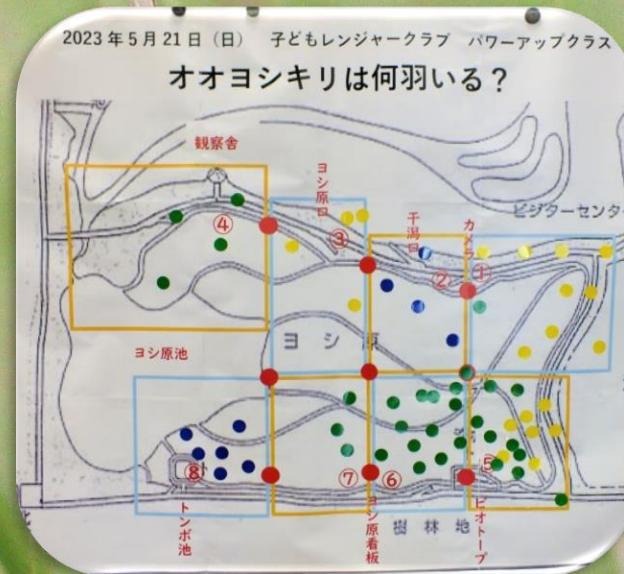 2023年5月21日（日）　子どもレンジャークラブ　パワーアップクラス
オオヨシキリは何羽いる？
観察舎
ヨシ原口
干潟口
カメラ
ビジターセンター
④
③
②
①
ヨシ原
ヨシ原池
⑧
⑦
⑥
⑤
トンボ池
ヨシ原看板
樹林地
ビオトープ